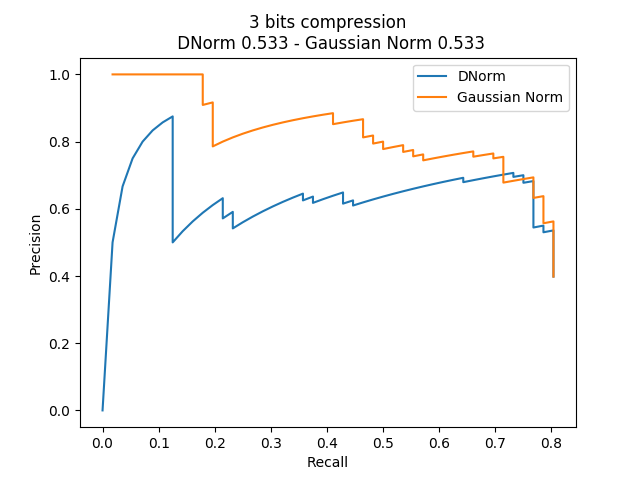 3 bits compression
DNorm 0.533 - Gaussian Norm 0.533
DNorm
Gaussian Norm
Precision
1.0
0.8
0.6
0.4
0.2
0.0
0.0 0.1 0.2 0.3 0.4 0.5 0.6 0.7 0.8
Recall